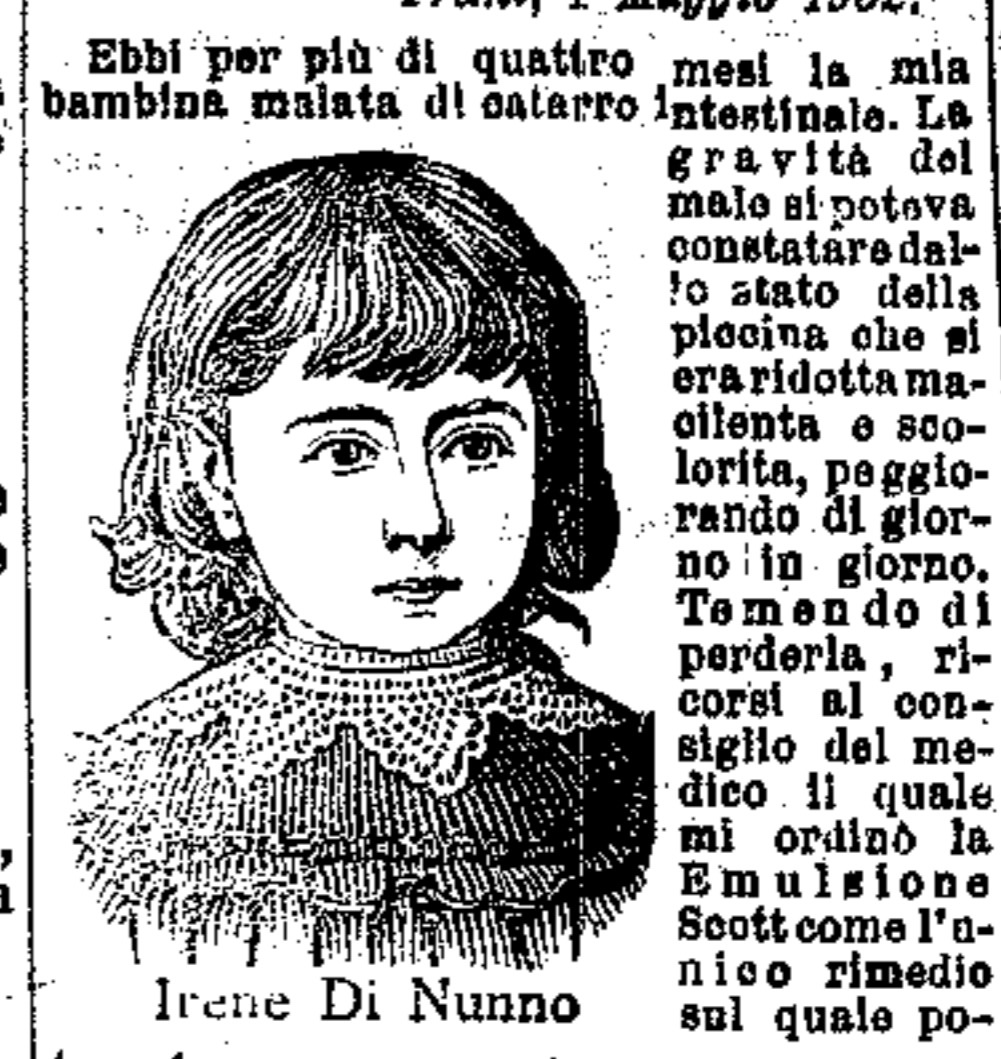 maggio
Ebbi per più di quattro mesi la mia
bambina malata di catarro intestinale. La
gravità del
male si poteva
constatare dal-
lo stato della
piccina che si
era ridotta ma-
cilenta e sco-
lorita, peggio-
rando di gior-
no in giorno.
Temendo di
perderla, ri-
corsi al con-
siglio del me-
dico il quale
mi ordinò la
Emulsione
Scott come l'u-
nico rimedio
sul quale po-
Irene Di Nunno